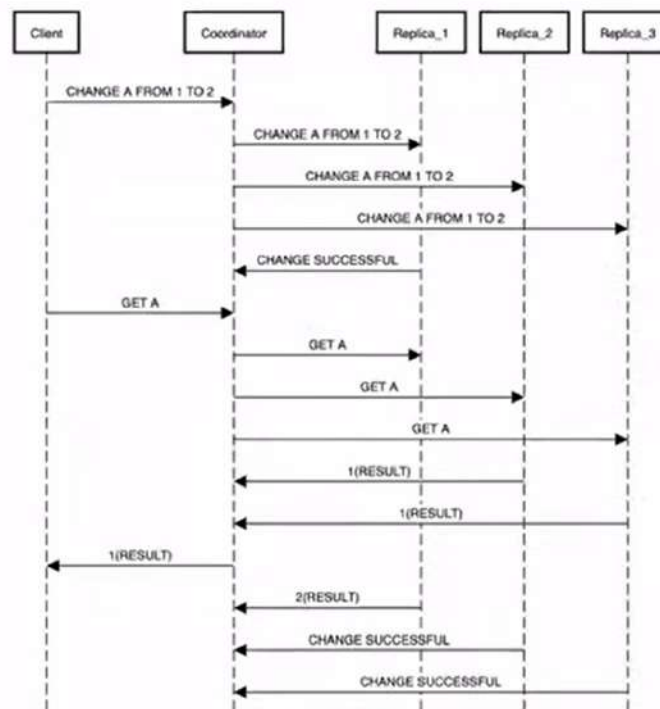 Client
Coordinator
Replica_1
Replica_2
Replica_3
CHANGE A FROM 1 TO 2
CHANGE A FROM 1 TO 2
CHANGE A FROM 1 TO 2
CHANGE A FROM 1 TO 2
CHANGE SUCCESSFUL
GET A
GET A
GET A
GET A
1(RESULT)
1(RESULT)
1(RESULT)
2(RESULT)
CHANGE SUCCESSFUL
CHANGE SUCCESSFUL